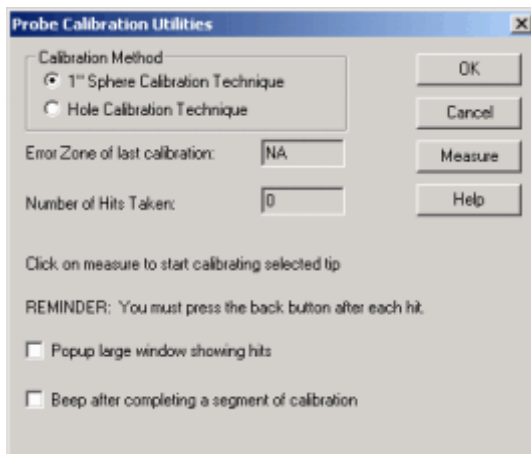 Probe Calibration Utilities
Calibration Method
1" Sphere Calibration Technique
Hole Calibration Technique
OK
Cancel
Error Zone of last calibration:
NA
Measure
Number of Hits Taken:
0
Help
Click on measure to start calibrating selected tip
REMINDER: You must press the back button after each hit.
Popup large window showing hits
Beep after completing a segment of calibration